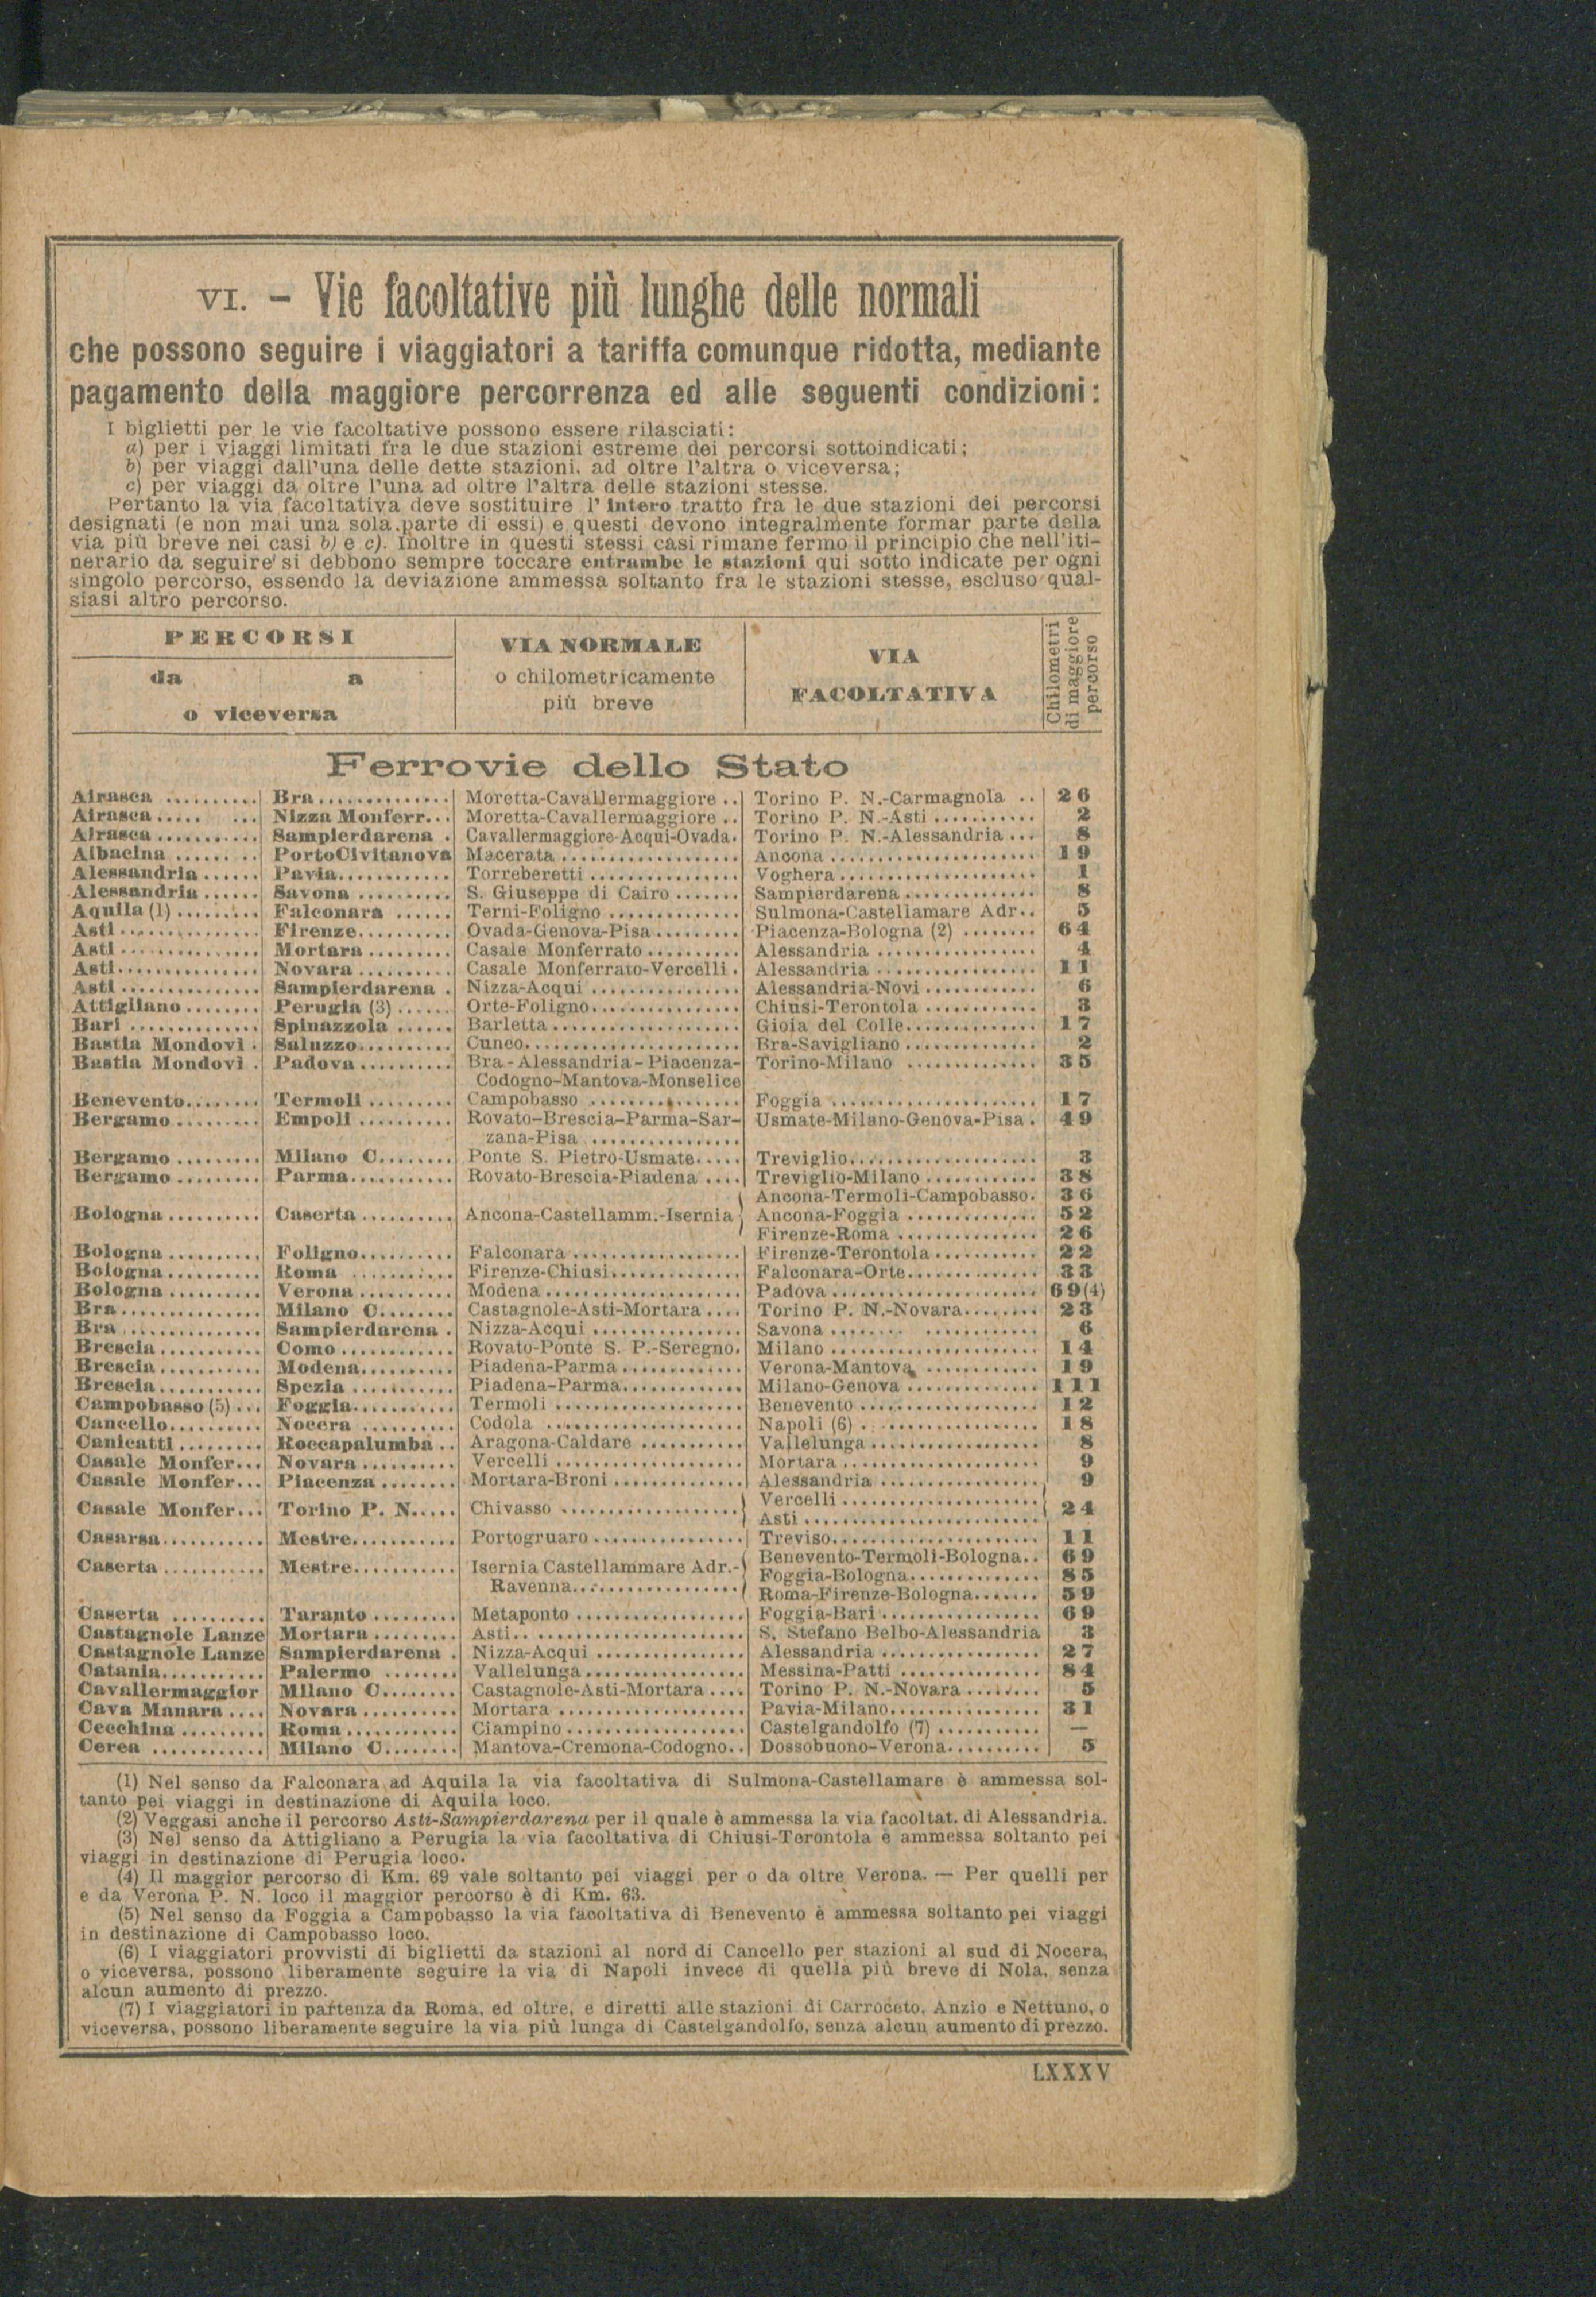 VI. – Vie facoltative più lunghe delle normali
che possono seguire i viaggiatori a tariffa comunque ridotta, mediante
pagamento della maggiore percorrenza ed alle seguenti condizioni:
I biglietti per le vie facoltative possono essere rilasciati:
a) per i viaggi limitati fra le due stazioni estreme dei percorsi sottoindicati;
b) per viaggi dall'una delle dette stazioni. ad oltre l'altra o viceversa;
c) per viaggi da oltre l'una ad oltre l'altra delle stazioni stesse.
Pertanto la via facoltativa deve sostituire l'intero tratto fra le due stazioni dei percorsi
designati (e non mai una sola parte di essi) e questi devono integralmente formar parte della
via più breve nei casi b) e c). Inoltre in questi stessi casi rimane fermo il principio che nell'iti-
nerario da seguire si debbono sempre toccare entrambe le stazioni qui sotto indicate per ogni
singolo percorso, essendo la deviazione ammessa soltanto fra le stazioni stesse, escluso qual-
siasi altro percorso.
PERCORSI
da a
o viceversa
VIA NORMALE
o chilometricamente
più breve
VIA
FACOLTATIVA
Chilometri
di maggiore
percorso
Ferrovie dello Stato
Airasca .......... Bra .............. Moretta-Cavallermaggiore .. Torino P. N.-Carmagnola .. 26
Airasca ..... ... Nizza Monferr... Moretta-Cavallermaggiore .. Torino P. N.-Asti ........... 2
Airasca ........... Sampierdarena . Cavallermaggiore-Acqui-Ovada. Torino P. N.-Alessandria ... 8
Albacina ......... PortoCivitanova Macerata ................... Ancona ...................... 19
Alessandria ...... Pavia............ Torreberetti ................ Voghera ..................... 1
Alessandria ...... Savona .......... S. Giuseppe di Cairo ....... Sampierdarena .............. 8
Aquila (1) ......... Falconara ...... Terni-Foligno .............. Sulmona-Castellamare Adr.. 5
Asti ............... Firenze.......... Ovada-Genova-Pisa ......... Piacenza-Bologna (2) ........ 64
Asti ............... Mortara ......... Casale Monferrato .......... Alessandria ................. 4
Asti ............... Novara .......... Casale Monferrato-Vercelli . Alessandria ................. 11
Asti ............... Sampierdarena . Nizza-Acqui ................ Alessandria-Novi ............ 6
Attigliano ........ Perugia (3) ...... Orte-Foligno................ Chiusi-Terontola ............ 3
Bari .............. Spinazzola ...... Barletta .................... Gioia del Colle.............. 17
Bastia Mondovì . Saluzzo.......... Cuneo....................... Bra-Savigliano .............. 2
Bastia Mondovì . Padova .......... Bra-Alessandria-Piacenza- Torino-Milano .............. 35
Codogno-Mantova-Monselice
Benevento........ Termoli ......... Campobasso ................ Foggia ...................... 17
Bergamo ......... Empoli .......... Rovato-Brescia-Parma-Sar- Usmate-Milano-Genova-Pisa . 49
zana-Pisa ................
Bergamo ......... Milano C........ Ponte S. Pietro-Usmate..... Treviglio.................... 3
Bergamo ......... Parma........... Rovato-Brescia-Piadena .... Treviglio-Milano ............ 38
Ancona-Termoli-Campobasso. 36
Bologna .......... Caserta .......... Ancona-Castellamm.-Isernia Ancona-Foggia .............. 52
Firenze-Roma ............... 26
Bologna .......... Foligno.......... Falconara .................. Firenze-Terontola ........... 22
Bologna .......... Roma ........... Firenze-Chiusi.............. Falconara-Orte.............. 33
Bologna .......... Verona .......... Modena ..................... Padova ...................... 69(4)
Bra............... Milano C........ Castagnole-Asti-Mortara .... Torino P. N.-Novara........ 23
Bra ............... Sampierdarena . Nizza-Acqui ................ Savona ........ ............ 6
Brescia........... Como ............ Rovato-Ponte S. P.-Seregno. Milano ...................... 14
Brescia........... Modena.......... Piadena-Parma ............. Verona-Mantova ............ 19
Brescia........... Spezia ........... Piadena-Parma............. Milano-Genova .............. 111
Campobasso (5) ... Foggia........... Termoli .................... Benevento ................... 12
Cancello.......... Nocera .......... Codola ..................... Napoli (6) ................... 18
Canicattì ......... Roccapalumba .. Aragona-Caldare ........... Vallelunga .................. 8
Casale Monfer... Novara .......... Vercelli .................... Mortara ..................... 9
Casale Monfer... Piacenza ........ Mortara-Broni .............. Alessandria ................. 9
Casale Monfer... Torino P. N..... Chivasso ................... Vercelli ..................... 24
Asti .........................
Casarsa........... Mestre........... Portogruaro ................ Treviso...................... 11
Caserta ........... Mestre........... Isernia Castellammare Adr.- Benevento-Termoli-Bologna.. 69
Ravenna................... Foggia-Bologna.............. 85
Roma-Firenze-Bologna....... 59
Caserta .......... Taranto ......... Metaponto .................. Foggia-Bari ................. 69
Castagnole Lanze Mortara ......... Asti......................... S. Stefano Belbo-Alessandria 3
Castagnole Lanze Sampierdarena . Nizza-Acqui ................ Alessandria ................. 27
Catania........... Palermo ........ Vallelunga.................. Messina-Patti ............... 84
Cavallermaggior Milano C........ Castagnole-Asti-Mortara .... Torino P. N.-Novara ........ 5
Cava Manara .... Novara .......... Mortara .................... Pavia-Milano................ 31
Cecchina ......... Roma............ Ciampino ................... Castelgandolfo (7) ........... —
Cerea ............ Milano C........ Mantova-Cremona-Codogno.. Dossobuono-Verona.......... 5
(1) Nel senso da Falconara ad Aquila la via facoltativa di Sulmona-Castellamare è ammessa sol-
tanto pei viaggi in destinazione di Aquila loco.
(2) Veggasi anche il percorso Asti-Sampierdarena per il quale è ammessa la via facoltat. di Alessandria.
(3) Nel senso da Attigliano a Perugia la via facoltativa di Chiusi-Terontola è ammessa soltanto pei
viaggi in destinazione di Perugia loco.
(4) Il maggior percorso di Km. 69 vale soltanto pei viaggi per o da oltre Verona. — Per quelli per
e da Verona P. N. loco il maggior percorso è di Km. 63.
(5) Nel senso da Foggia a Campobasso la via facoltativa di Benevento è ammessa soltanto pei viaggi
in destinazione di Campobasso loco.
(6) I viaggiatori provvisti di biglietti da stazioni al nord di Cancello per stazioni al sud di Nocera,
o viceversa, possono liberamente seguire la via di Napoli invece di quella più breve di Nola, senza
alcun aumento di prezzo.
(7) I viaggiatori in partenza da Roma, ed oltre, e diretti alle stazioni di Carroceto, Anzio e Nettuno, o
viceversa, possono liberamente seguire la via più lunga di Castelgandolfo, senza alcun aumento di prezzo.
LXXXV